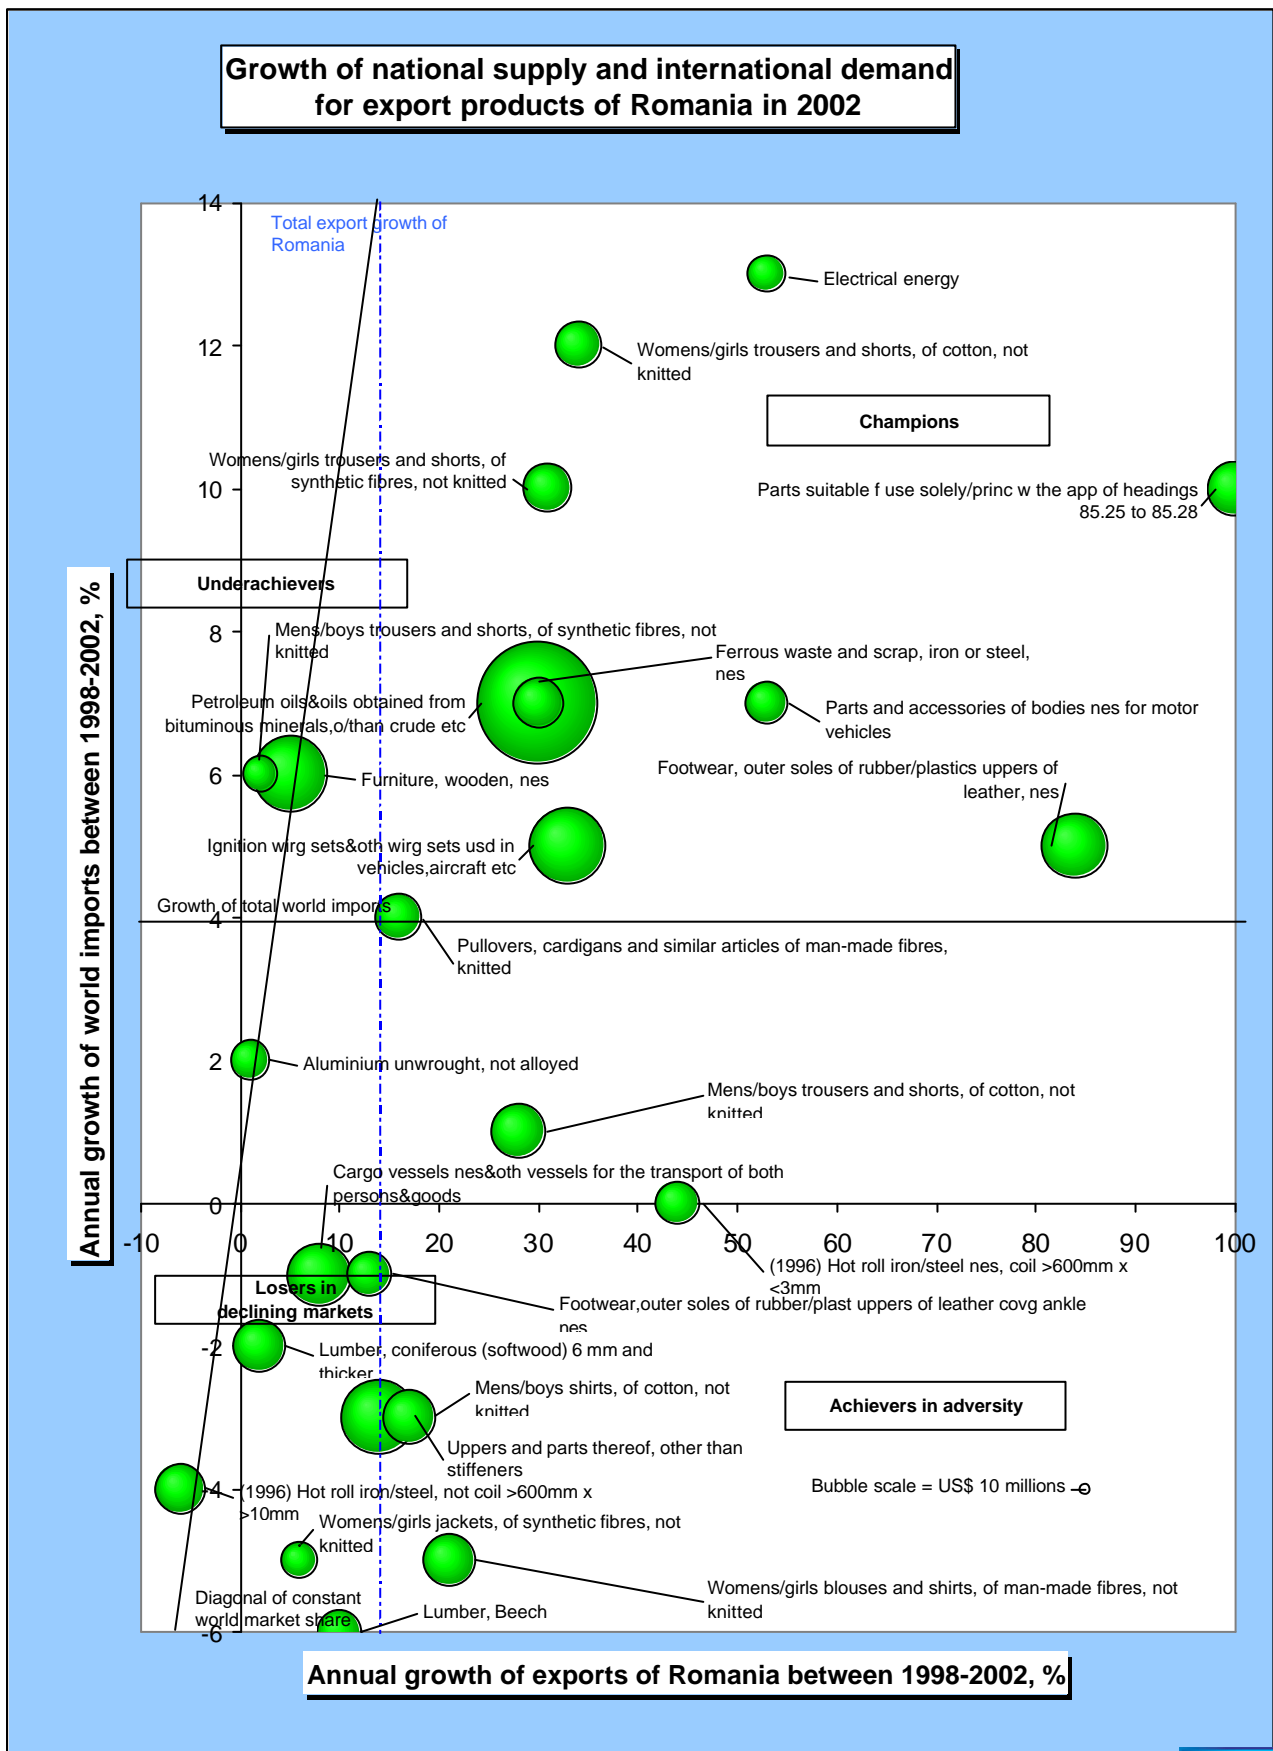 Growth of national supply and international demand
for export products of Romania in 2002
14
Total export growth of
Romania
Electrical energy
12
Womens/girls trousers and shorts, of cotton, not
knitted
Champions
Womens/girls trousers and shorts, of
synthetic fibres, not knitted
10
Parts suitable f use solely/princ w the app of headings
85.25 to 85.28
Underachievers
8
Mens/boys trousers and shorts, of synthetic fibres, not
knitted
Ferrous waste and scrap, iron or steel,
nes
Petroleum oils&oils obtained from
bituminous minerals,o/than crude etc
Parts and accessories of bodies nes for motor
vehicles
6
Furniture, wooden, nes
Footwear, outer soles of rubber/plastics uppers of
leather, nes
Ignition wirg sets&oth wirg sets usd in
vehicles,aircraft etc
Growth of total world imports
4
Pullovers, cardigans and similar articles of man-made fibres,
knitted
2
Aluminium unwrought, not alloyed
Mens/boys trousers and shorts, of cotton, not
knitted
Cargo vessels nes&oth vessels for the transport of both
persons&goods
0
-10 0 10 20 30 40 50 60 70 80 90 100
(1996) Hot roll iron/steel nes, coil >600mm x
<3mm
Losers in
declining markets
Footwear,outer soles of rubber/plast uppers of leather covg ankle
nes
-2
Lumber, coniferous (softwood) 6 mm and
thicker
Mens/boys shirts, of cotton, not
knitted
Achievers in adversity
Uppers and parts thereof, other than
stiffeners
Bubble scale = US$ 10 millions
-4
(1996) Hot roll iron/steel, not coil >600mm x
>10mm
Womens/girls jackets, of synthetic fibres, not
knitted
Womens/girls blouses and shirts, of man-made fibres, not
knitted
Diagonal of constant
world market share
Lumber, Beech
-6
Annual growth of world imports between 1998-2002, %
Annual growth of exports of Romania between 1998-2002, %